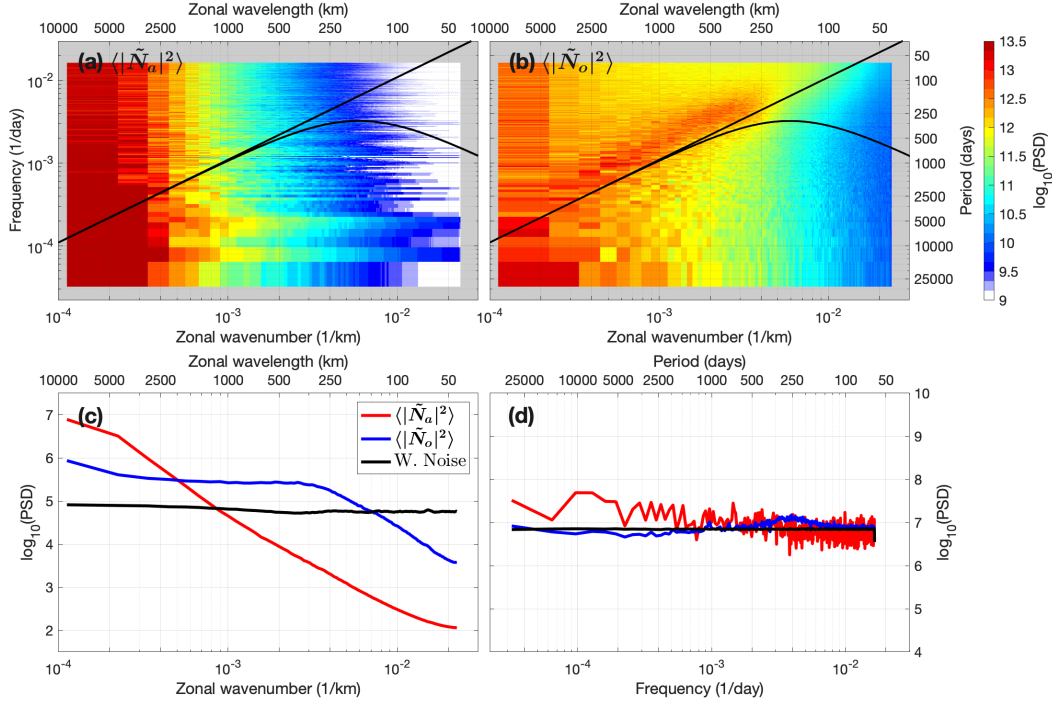 Zonal wavelength (km)
10000 5000 2500 1000 500 250 100 50
Zonal wavelength (km)
10000 5000 2500 1000 500 250 100 50
(a) ⟨|Ñₐ|²⟩
(b) ⟨|Ñₒ|²⟩
Frequency (1/day)
10⁻²
10⁻³
10⁻⁴
Period (days)
50
100
250
500
1000
2500
5000
10000
25000
13.5
13
12.5
12
11.5
11
10.5
10
9.5
9
log₁₀(PSD)
10⁻⁴ 10⁻³ 10⁻²
Zonal wavenumber (1/km)
10⁻³ 10⁻²
Zonal wavenumber (1/km)
Zonal wavelength (km)
10000 5000 2500 1000 500 250 100 50
Period (days)
25000 10000 5000 2500 1000 500 250 100 50
(c)
⟨|Ñₐ|²⟩
⟨|Ñₒ|²⟩
W. Noise
(d)
log₁₀(PSD)
7
6
5
4
3
2
10
9
8
7
6
5
4
log₁₀(PSD)
10⁻⁴ 10⁻³ 10⁻²
Zonal wavenumber (1/km)
10⁻⁴ 10⁻³ 10⁻²
Frequency (1/day)